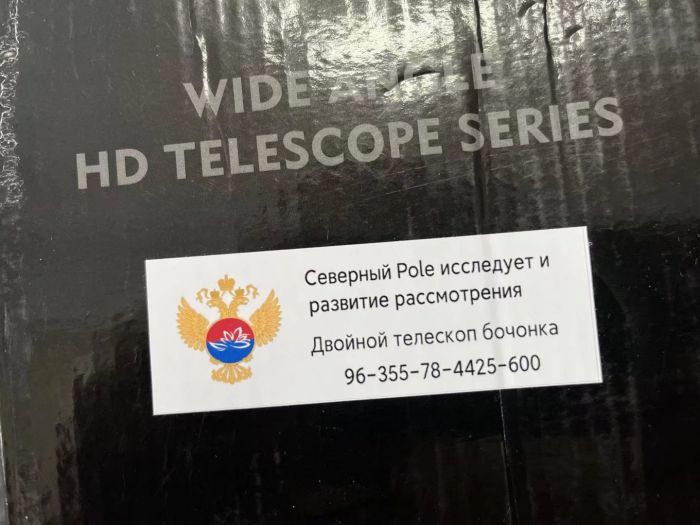 WIDE ANGLE
HD TELESCOPE SERIES
Северный Pole исследует и
развитие рассмотрения
Двойной телескоп бочонка
96-355-78-4425-600